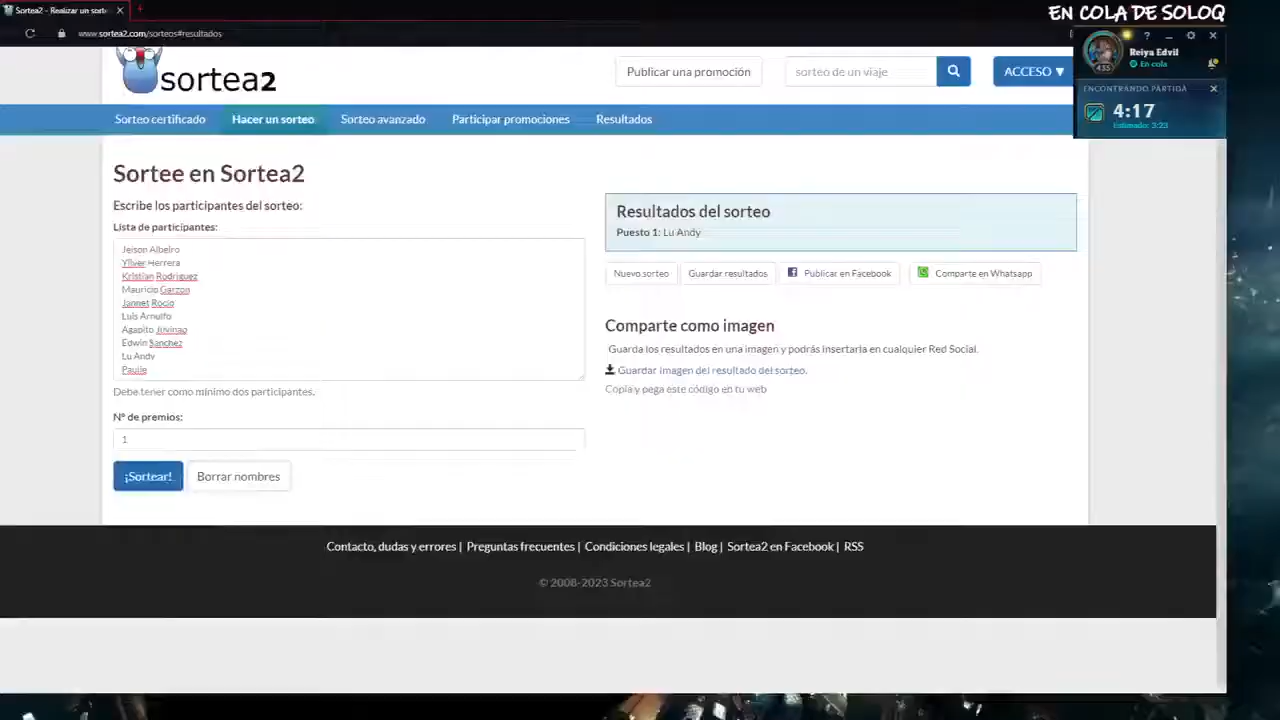 Sortea2 - Realizar un sorte
EN COLA DE SOLOQ
www.sortea2.com/sorteos#resultados
sortea2
Publicar una promoción
sorteo de un viaje
ACCESO ▼
Reiya Edvil
En cola
435
ENCONTRANDO PARTIDA
4:17
Estimado: 3:23
Sorteo certificado
Hacer un sorteo
Sorteo avanzado
Participar promociones
Resultados
Sortee en Sortea2
Escribe los participantes del sorteo:
Lista de participantes:
Jeison Albeiro
Yilver Herrera
Kristian Rodriguez
Mauricio Garzon
Jannet Rocio
Luis Arnulfo
Agapito
Edwin Sanchez
Lu Andy
Debe tener como mínimo dos participantes.
Nº de premios:
1
¡Sortear!
Borrar nombres
Resultados del sorteo
Puesto 1: Lu Andy
Nuevo sorteo
Guardar resultados
Publicar en Facebook
Comparte en Whatsapp
Comparte como imagen
Guarda los resultados en una imagen y podrás insertarla en cualquier Red Social.
Guardar imagen del resultado del sorteo.
Copia y pega este código en tu web
Contacto, dudas y errores | Preguntas frecuentes | Condiciones legales | Blog | Sortea2 en Facebook | RSS
© 2008-2023 Sortea2